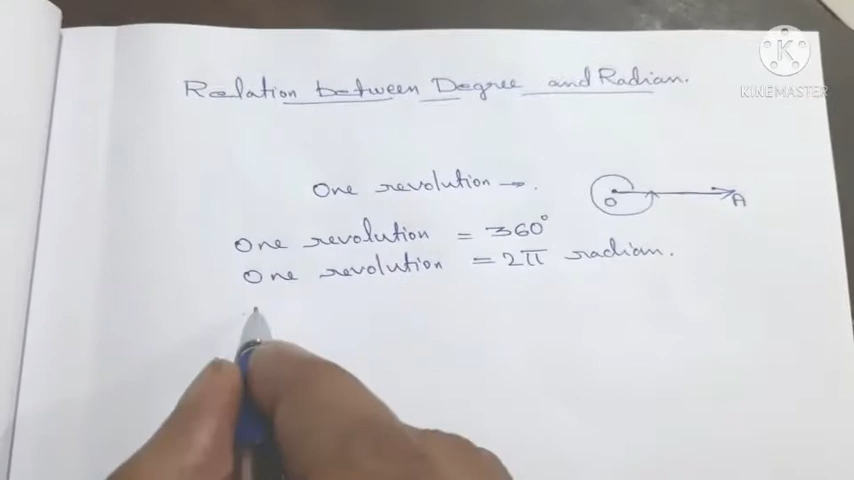 Relation between Degree and Radian.
KINEMASTER
One revolution →.
O A
One revolution = 360°
One revolution = 2π radian.